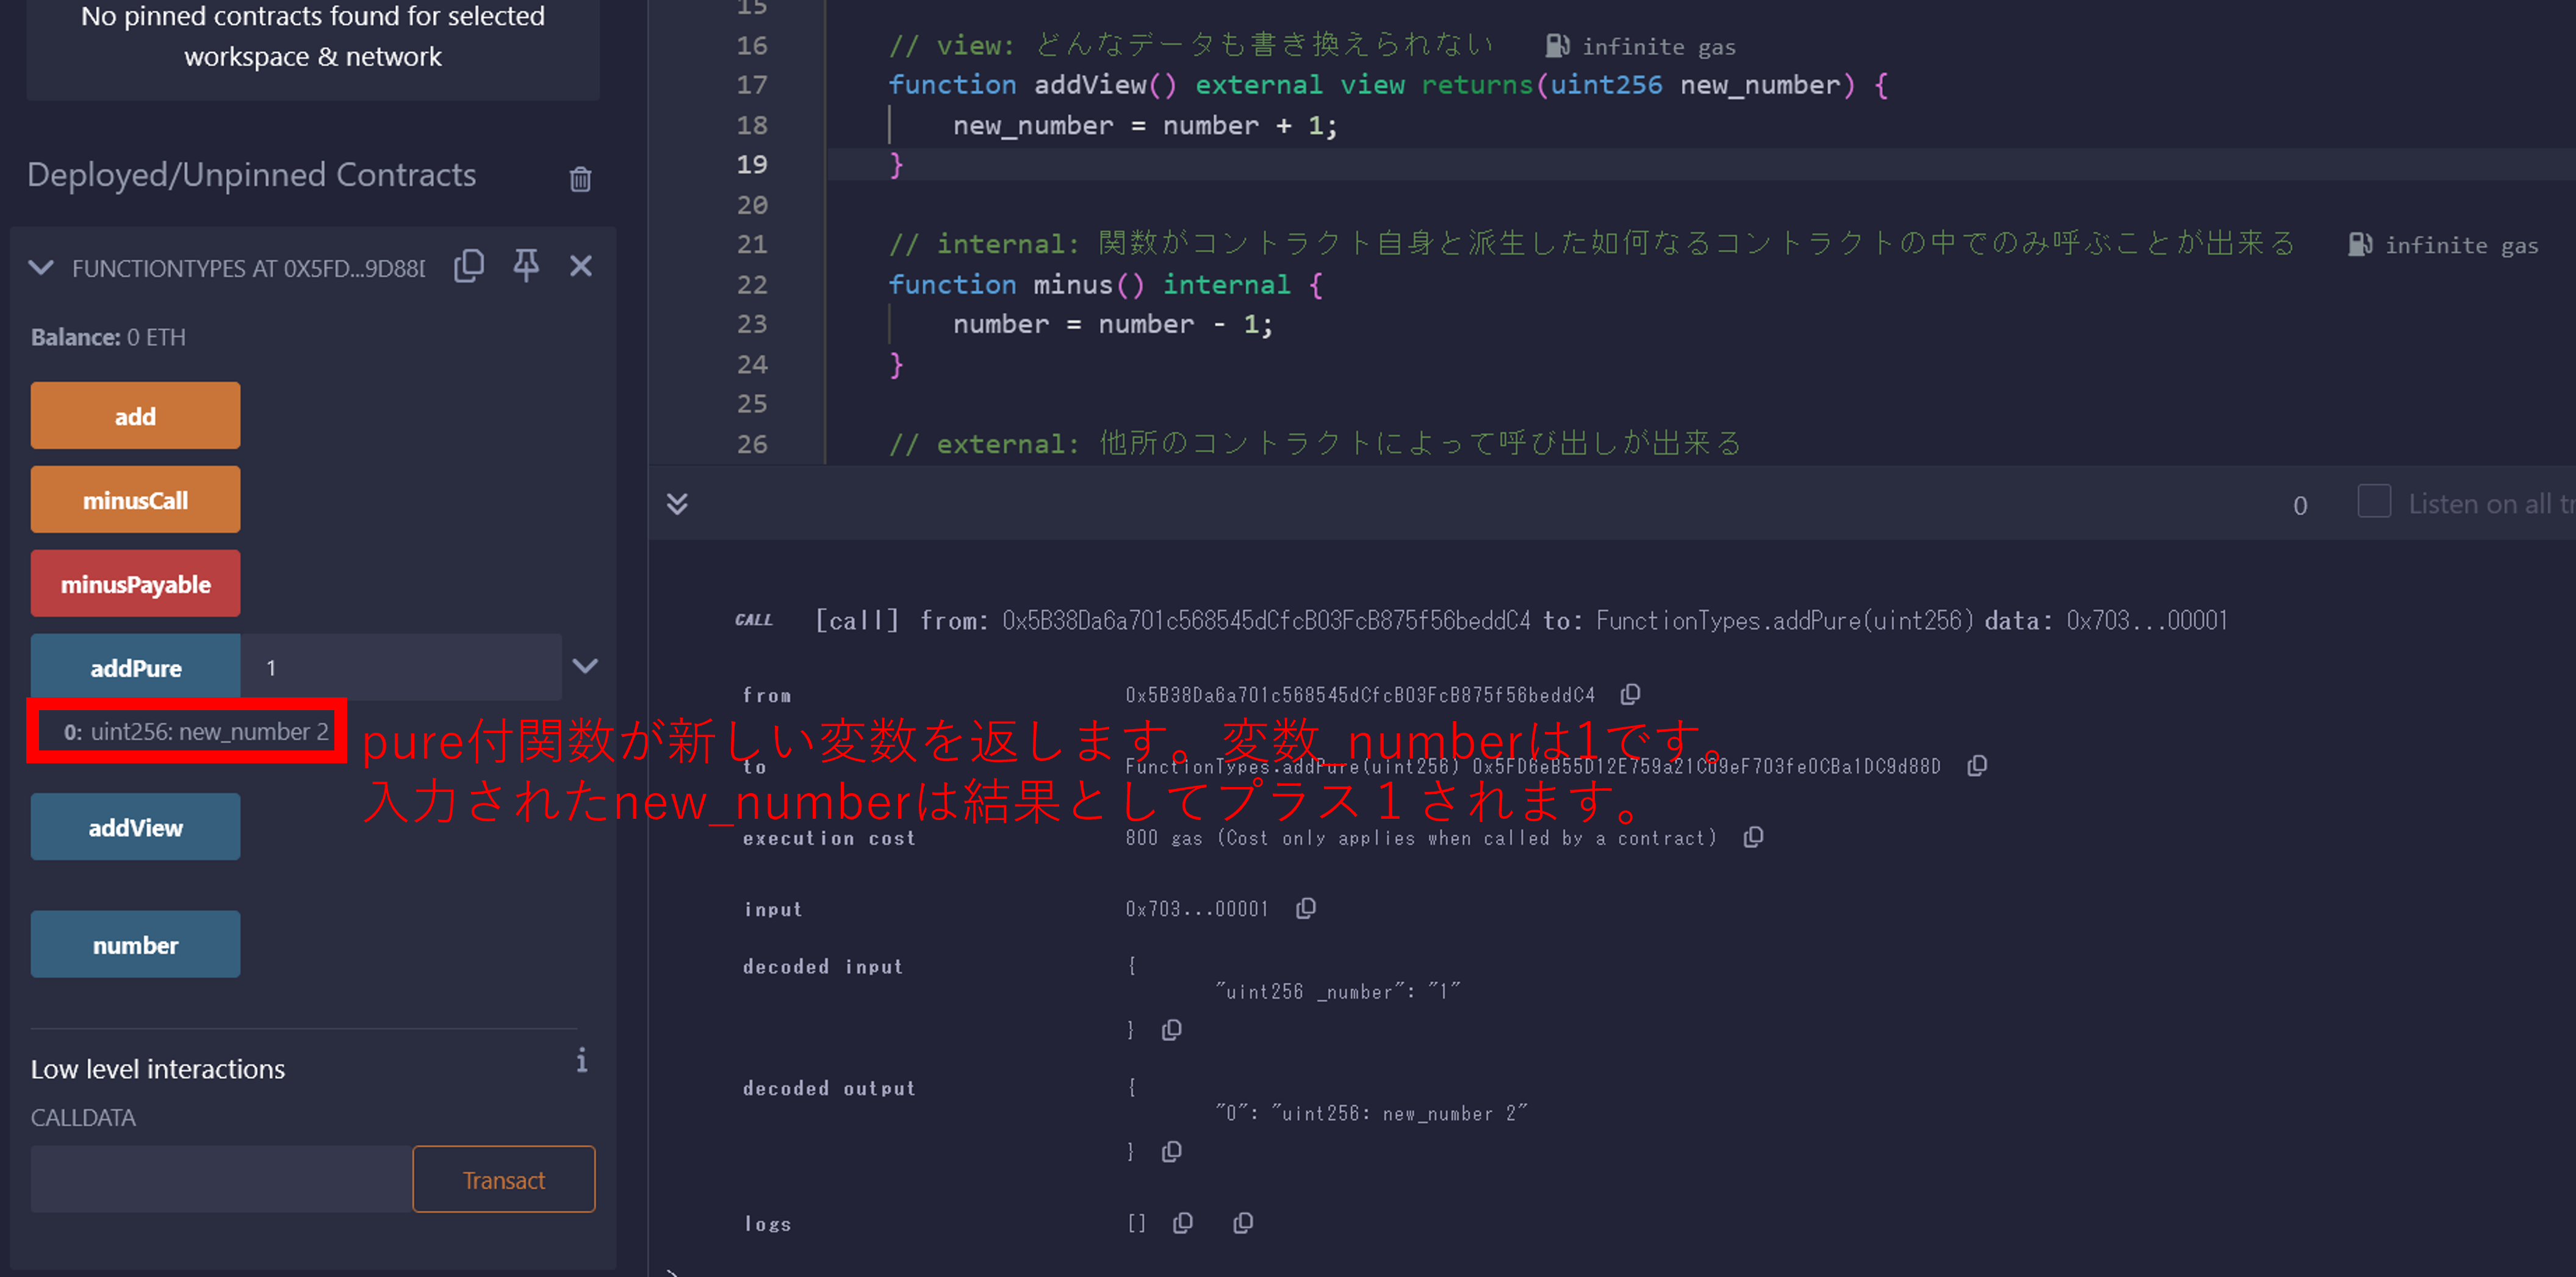 No pinned contracts found for selected
workspace & network
Deployed/Unpinned Contracts
FUNCTIONTYPES AT 0X5FD...9D88
Balance: 0 ETH
add
minusCall
minusPayable
addPure 1
0: uint256: new_number 2
addView
number
Low level interactions
i
CALLDATA
Transact
15
16 // view: どんなデータも書き換えられない infinite gas
17 function addView() external view returns(uint256 new_number) {
18 new_number = number + 1;
19 }
20
21 // internal: 関数がコントラクト自身と派生した如何なるコントラクトの中でのみ呼ぶことが出来る infinite gas
22 function minus() internal {
23 number = number - 1;
24 }
25
26 // external: 他所のコントラクトによって呼び出しが出来る
0 Listen on all tr
CALL [call] from: 0x5B38Da6a701c568545dCfcB03FcB875f56beddC4 to: FunctionTypes.addPure(uint256) data: 0x703...00001
from 0x5B38Da6a701c568545dCfcB03FcB875f56beddC4
pure付関数が新しい変数を返します。変数_numberは1です。
to FunctionTypes.addPure(uint256) 0x5FD6eB55D12E759a21C09eF703fe0CBa1DC9d88D
入力されたnew_numberは結果としてプラス１されます。
execution cost 800 gas (Cost only applies when called by a contract)
input 0x703...00001
decoded input {
"uint256 _number": "1"
}
decoded output {
"0": "uint256: new_number 2"
}
logs []